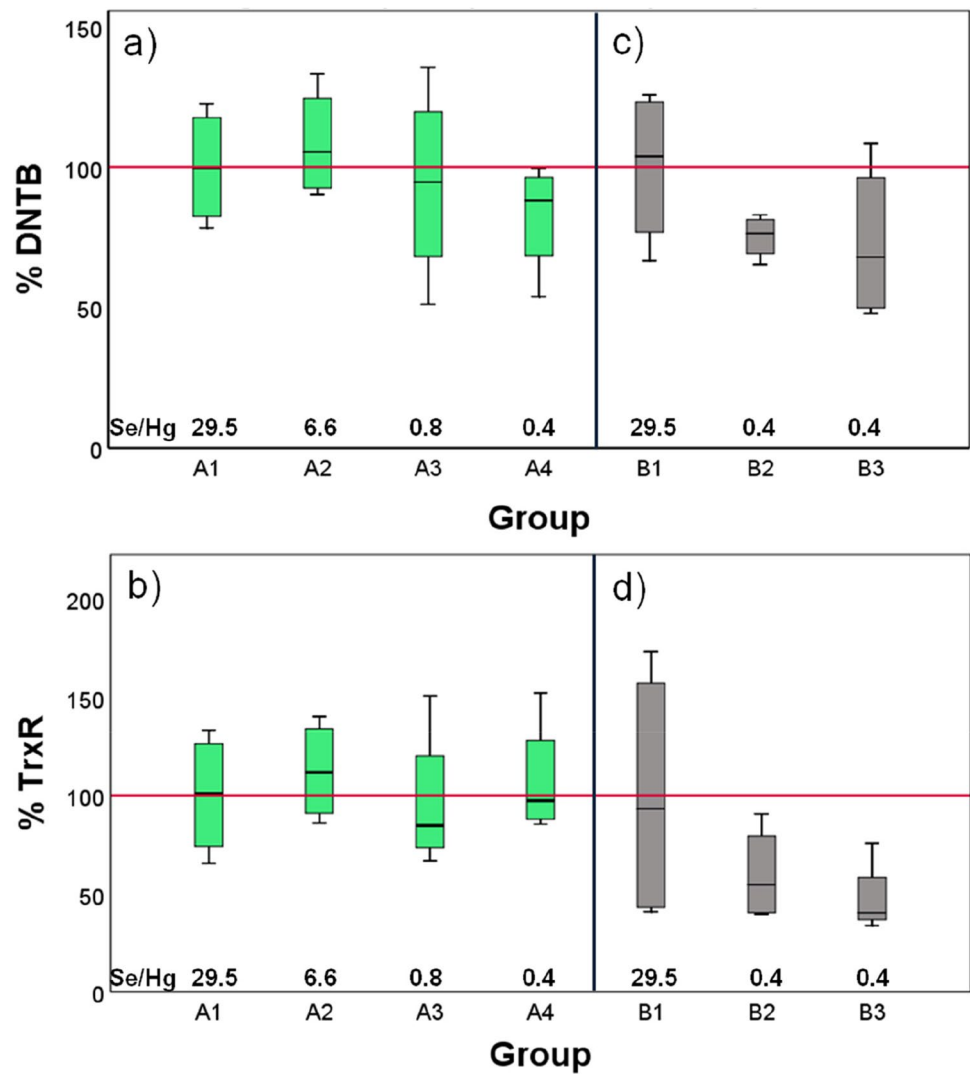 a)
c)
150
100
50
0
% DNTB
Se/Hg 29.5 6.6 0.8 0.4 29.5 0.4 0.4
A1 A2 A3 A4 B1 B2 B3
Group
b)
d)
200
150
100
50
0
% TrxR
Se/Hg 29.5 6.6 0.8 0.4 29.5 0.4 0.4
A1 A2 A3 A4 B1 B2 B3
Group